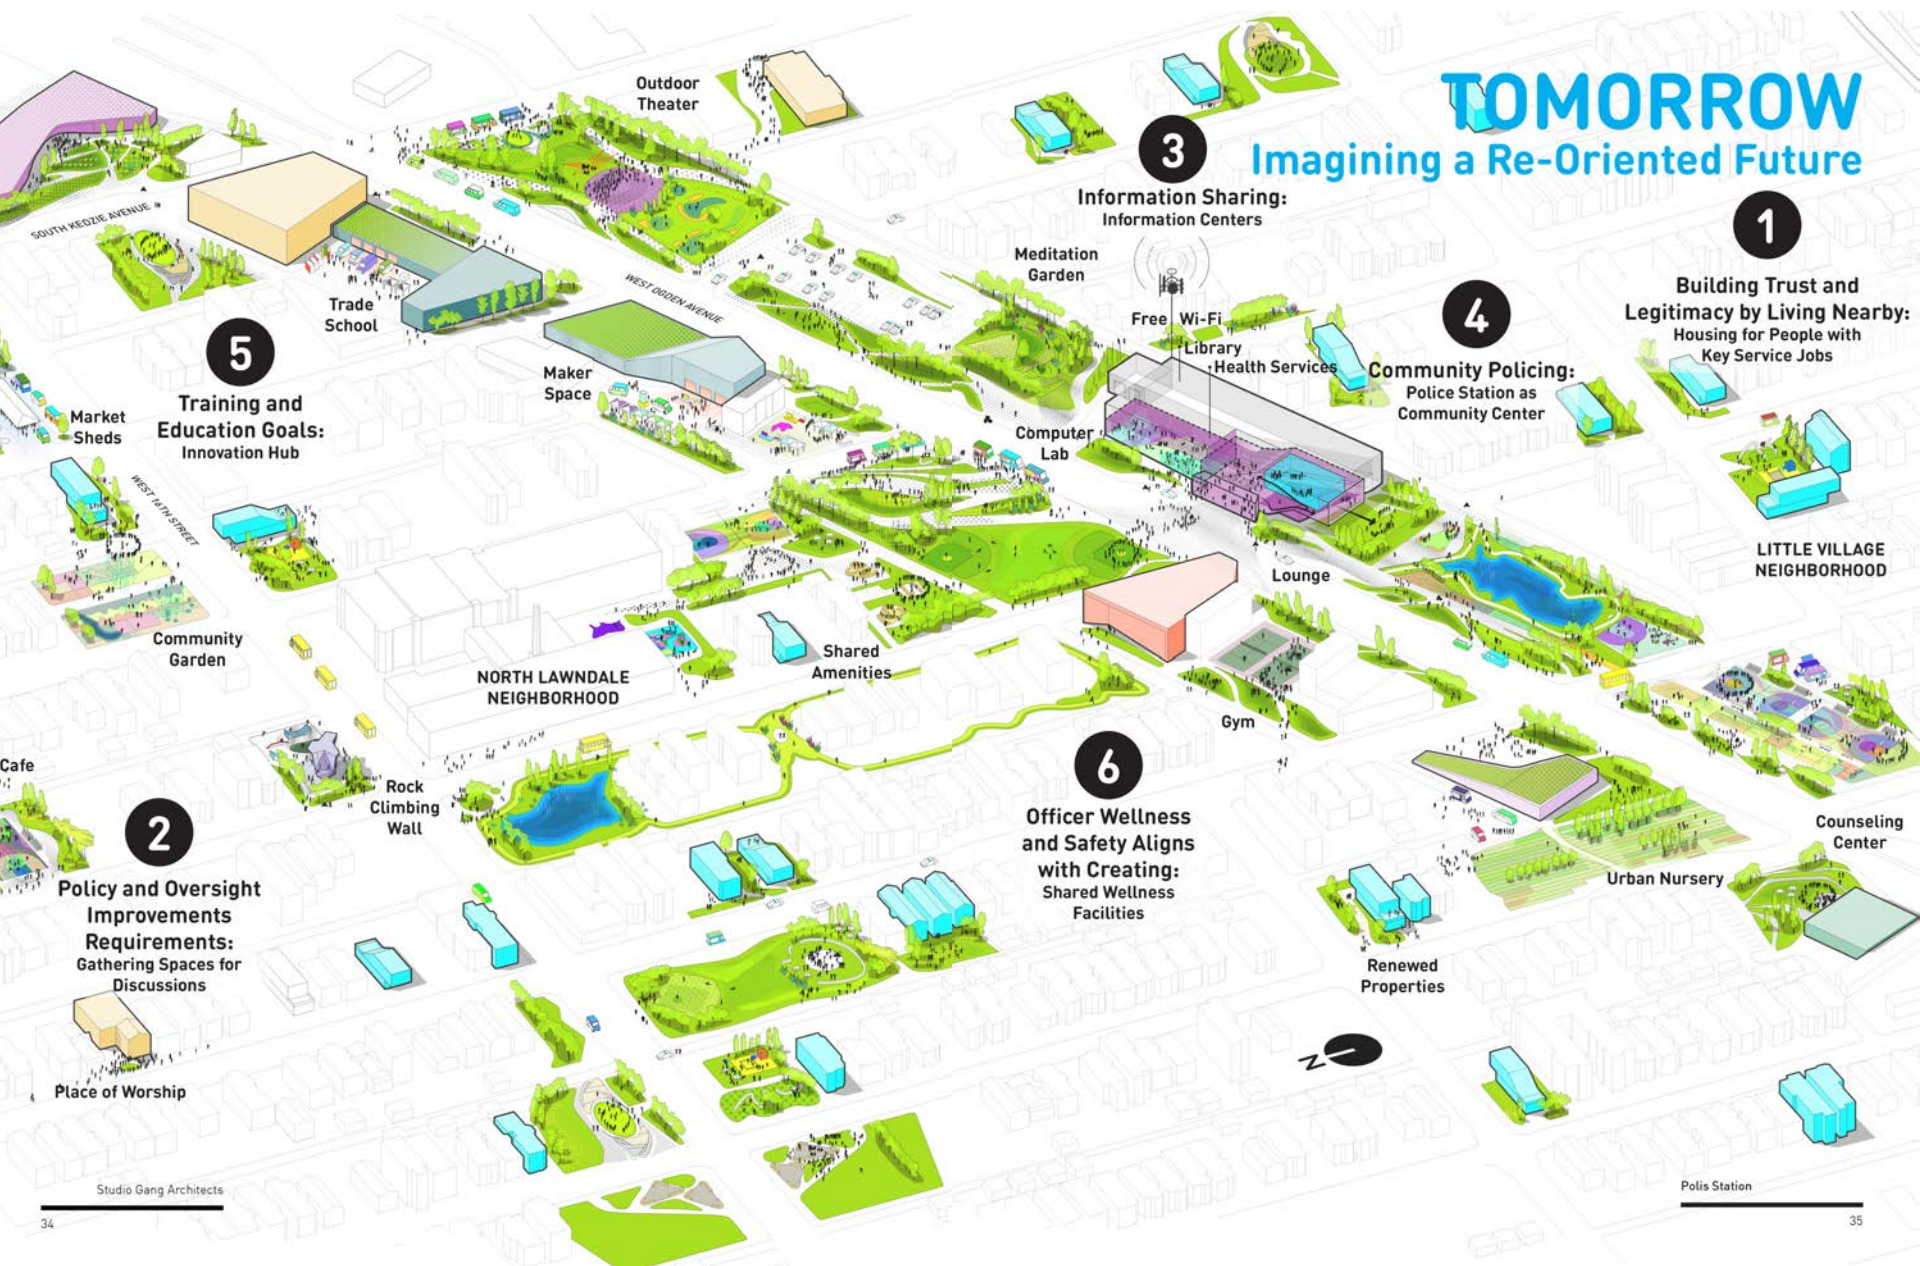 TOMORROW
Imagining a Re-Oriented Future
1
Building Trust and
Legitimacy by Living Nearby:
Housing for People with
Key Service Jobs
3
Information Sharing:
Information Centers
4
Community Policing:
Police Station as
Community Center
Outdoor
Theater
Meditation
Garden
Free Wi-Fi
Library
Health Services
SOUTH KEDZIE AVENUE
WEST OGDEN AVENUE
Trade
School
Maker
Space
5
Training and
Education Goals:
Innovation Hub
Market
Sheds
WEST 16TH STREET
Computer
Lab
LITTLE VILLAGE
NEIGHBORHOOD
Lounge
Community
Garden
NORTH LAWNDALE
NEIGHBORHOOD
Shared
Amenities
Gym
Cafe
Rock
Climbing
Wall
2
Policy and Oversight
Improvements
Requirements:
Gathering Spaces for
Discussions
6
Officer Wellness
and Safety Aligns
with Creating:
Shared Wellness
Facilities
Counseling
Center
Urban Nursery
Renewed
Properties
N
Place of Worship
Studio Gang Architects
34
Polis Station
35